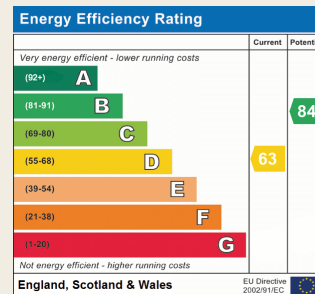 Energy Efficiency Rating
Current Potent
Very energy efficient - lower running costs
(92+) A
(81-91) B
84
(69-80) C
(55-68) D 63
(39-54) E
(21-38) F
(1-20) G
Not energy efficient - higher running costs
England, Scotland & Wales
EU Directive
2002/91/EC